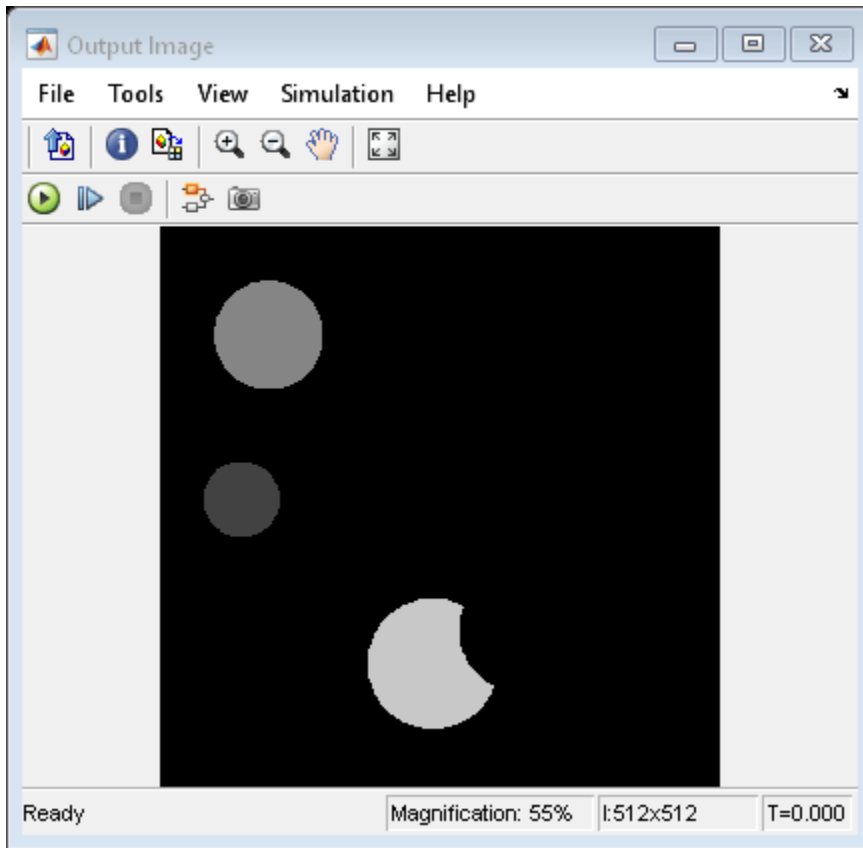 Output Image
File Tools View Simulation Help
Ready Magnification: 55% I:512x512 T=0.000